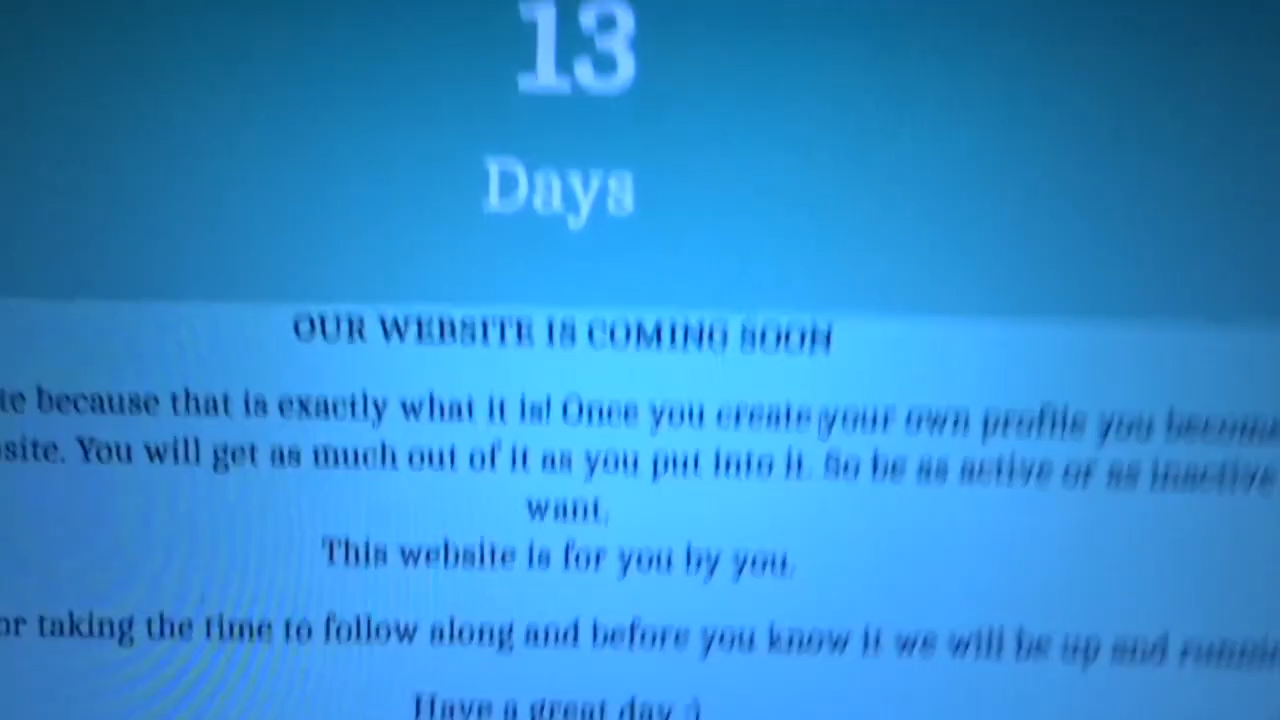 13
Days
OUR WEBSITE IS COMING SOON
te because that is exactly what it is! Once you create your own profile you become
site. You will get as much out of it as you put into it. So be as active or as inactive
want.
This website is for you by you.
or taking the time to follow along and before you know it we will be up and runni
Have a great day :)